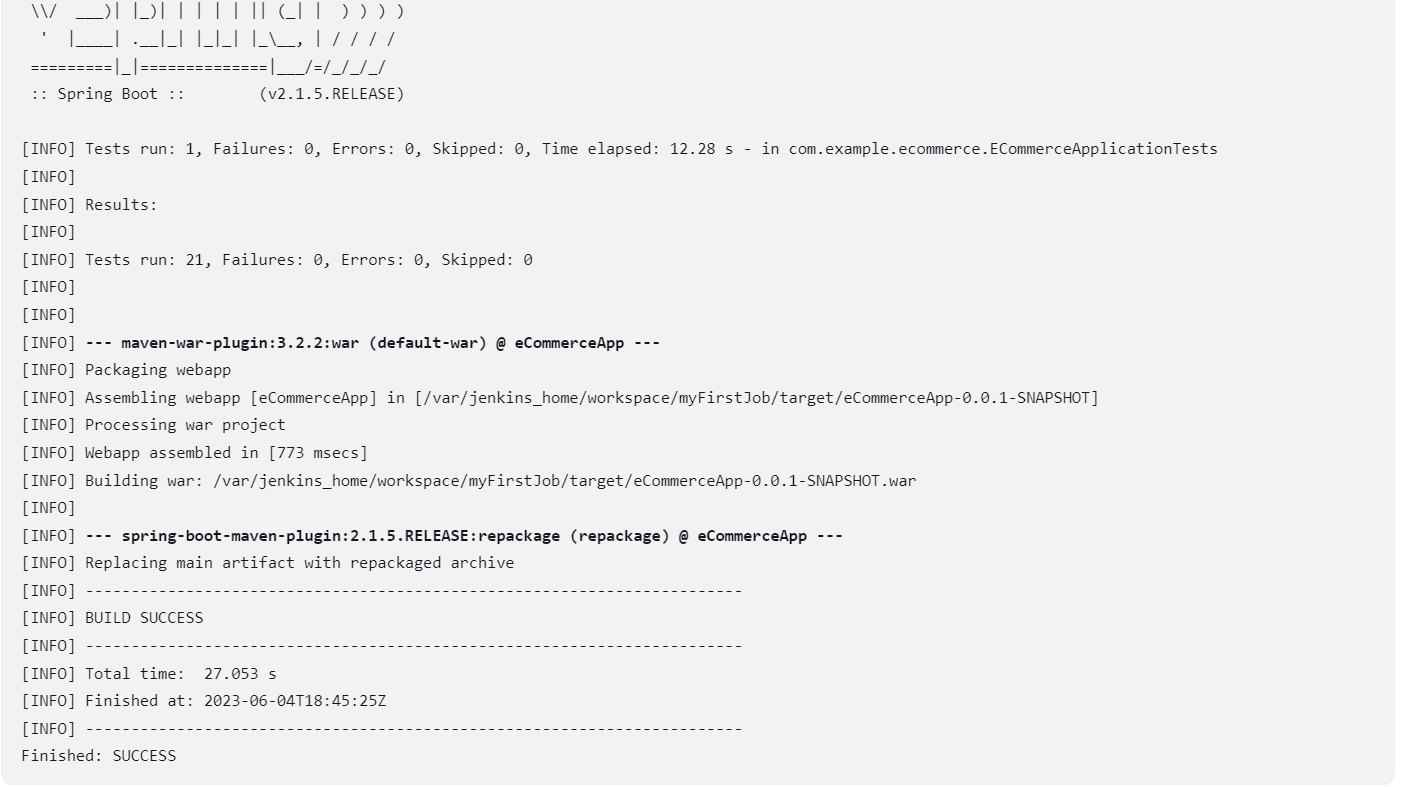 \\/  ___)| |_)| | | | | || (_| |  ) ) ) )
  '  |____| .__|_| |_|_| |_\__, | / / / /
 =========|_|==============|___/=/_/_/_/
 :: Spring Boot ::        (v2.1.5.RELEASE)
[INFO] Tests run: 1, Failures: 0, Errors: 0, Skipped: 0, Time elapsed: 12.28 s - in com.example.ecommerce.ECommerceApplicationTests
[INFO]
[INFO] Results:
[INFO]
[INFO] Tests run: 21, Failures: 0, Errors: 0, Skipped: 0
[INFO]
[INFO]
[INFO] --- maven-war-plugin:3.2.2:war (default-war) @ eCommerceApp ---
[INFO] Packaging webapp
[INFO] Assembling webapp [eCommerceApp] in [/var/jenkins_home/workspace/myFirstJob/target/eCommerceApp-0.0.1-SNAPSHOT]
[INFO] Processing war project
[INFO] Webapp assembled in [773 msecs]
[INFO] Building war: /var/jenkins_home/workspace/myFirstJob/target/eCommerceApp-0.0.1-SNAPSHOT.war
[INFO]
[INFO] --- spring-boot-maven-plugin:2.1.5.RELEASE:repackage (repackage) @ eCommerceApp ---
[INFO] Replacing main artifact with repackaged archive
[INFO] ------------------------------------------------------------------------
[INFO] BUILD SUCCESS
[INFO] ------------------------------------------------------------------------
[INFO] Total time:  27.053 s
[INFO] Finished at: 2023-06-04T18:45:25Z
[INFO] ------------------------------------------------------------------------
Finished: SUCCESS